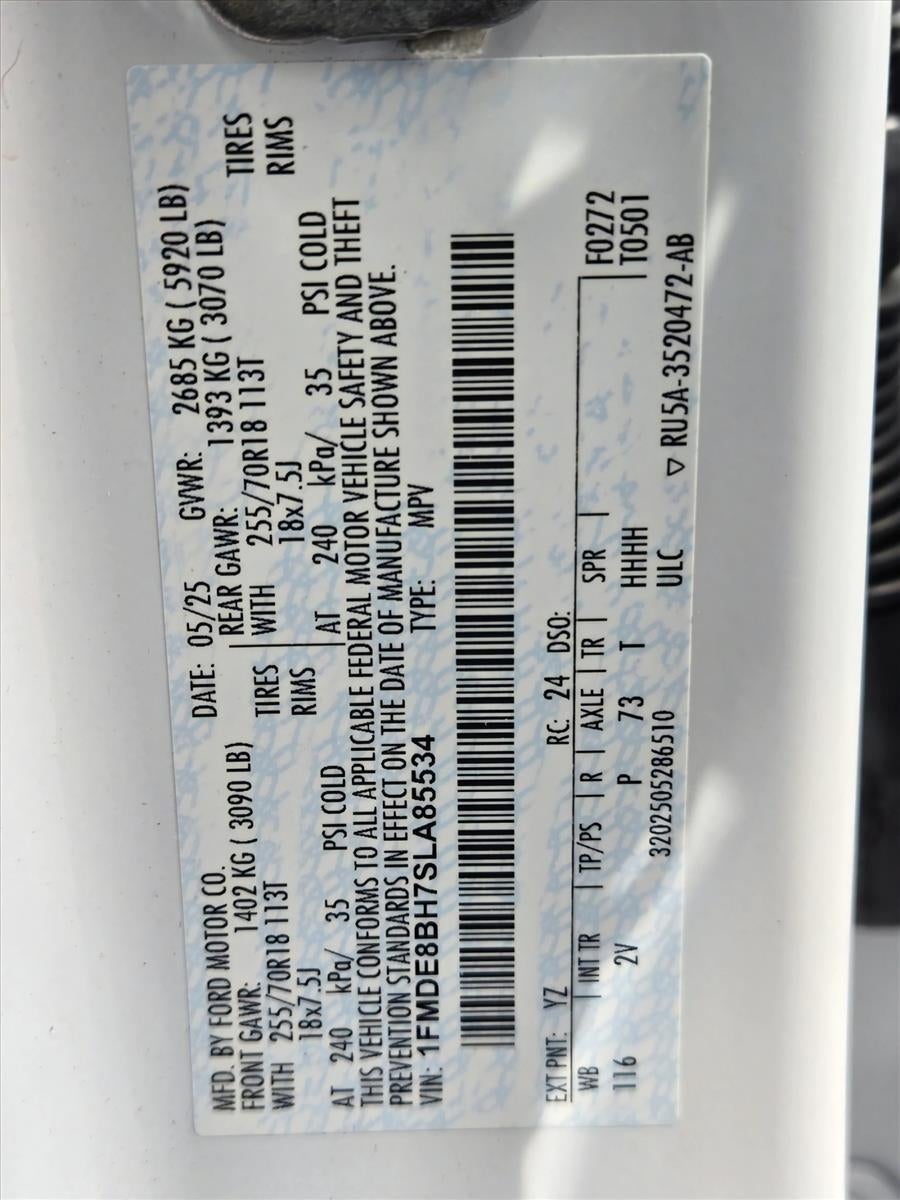 MFD. BY FORD MOTOR CO. DATE: 05/25 GVWR: 2685 KG ( 5920 LB)
FRONT GAWR: 1402 KG ( 3090 LB) REAR GAWR: 1393 KG ( 3070 LB)
WITH 255/70R18 113T TIRES WITH 255/70R18 113T TIRES
18x7.5J RIMS 18x7.5J RIMS
AT 240 kPa/ 35 PSI COLD AT 240 kPa/ 35 PSI COLD
THIS VEHICLE CONFORMS TO ALL APPLICABLE FEDERAL MOTOR VEHICLE SAFETY AND THEFT
PREVENTION STANDARDS IN EFFECT ON THE DATE OF MANUFACTURE SHOWN ABOVE.
VIN: 1FMDE8BH7SLA85534 TYPE: MPV
EXT PNT: YZ RC: 24 DSO:
WB INT TR TP/PS R AXLE TR SPR F0272
116 2V P 73 T HHHH T0501
3202505286510 ULC ▽ RU5A-3520472-AB